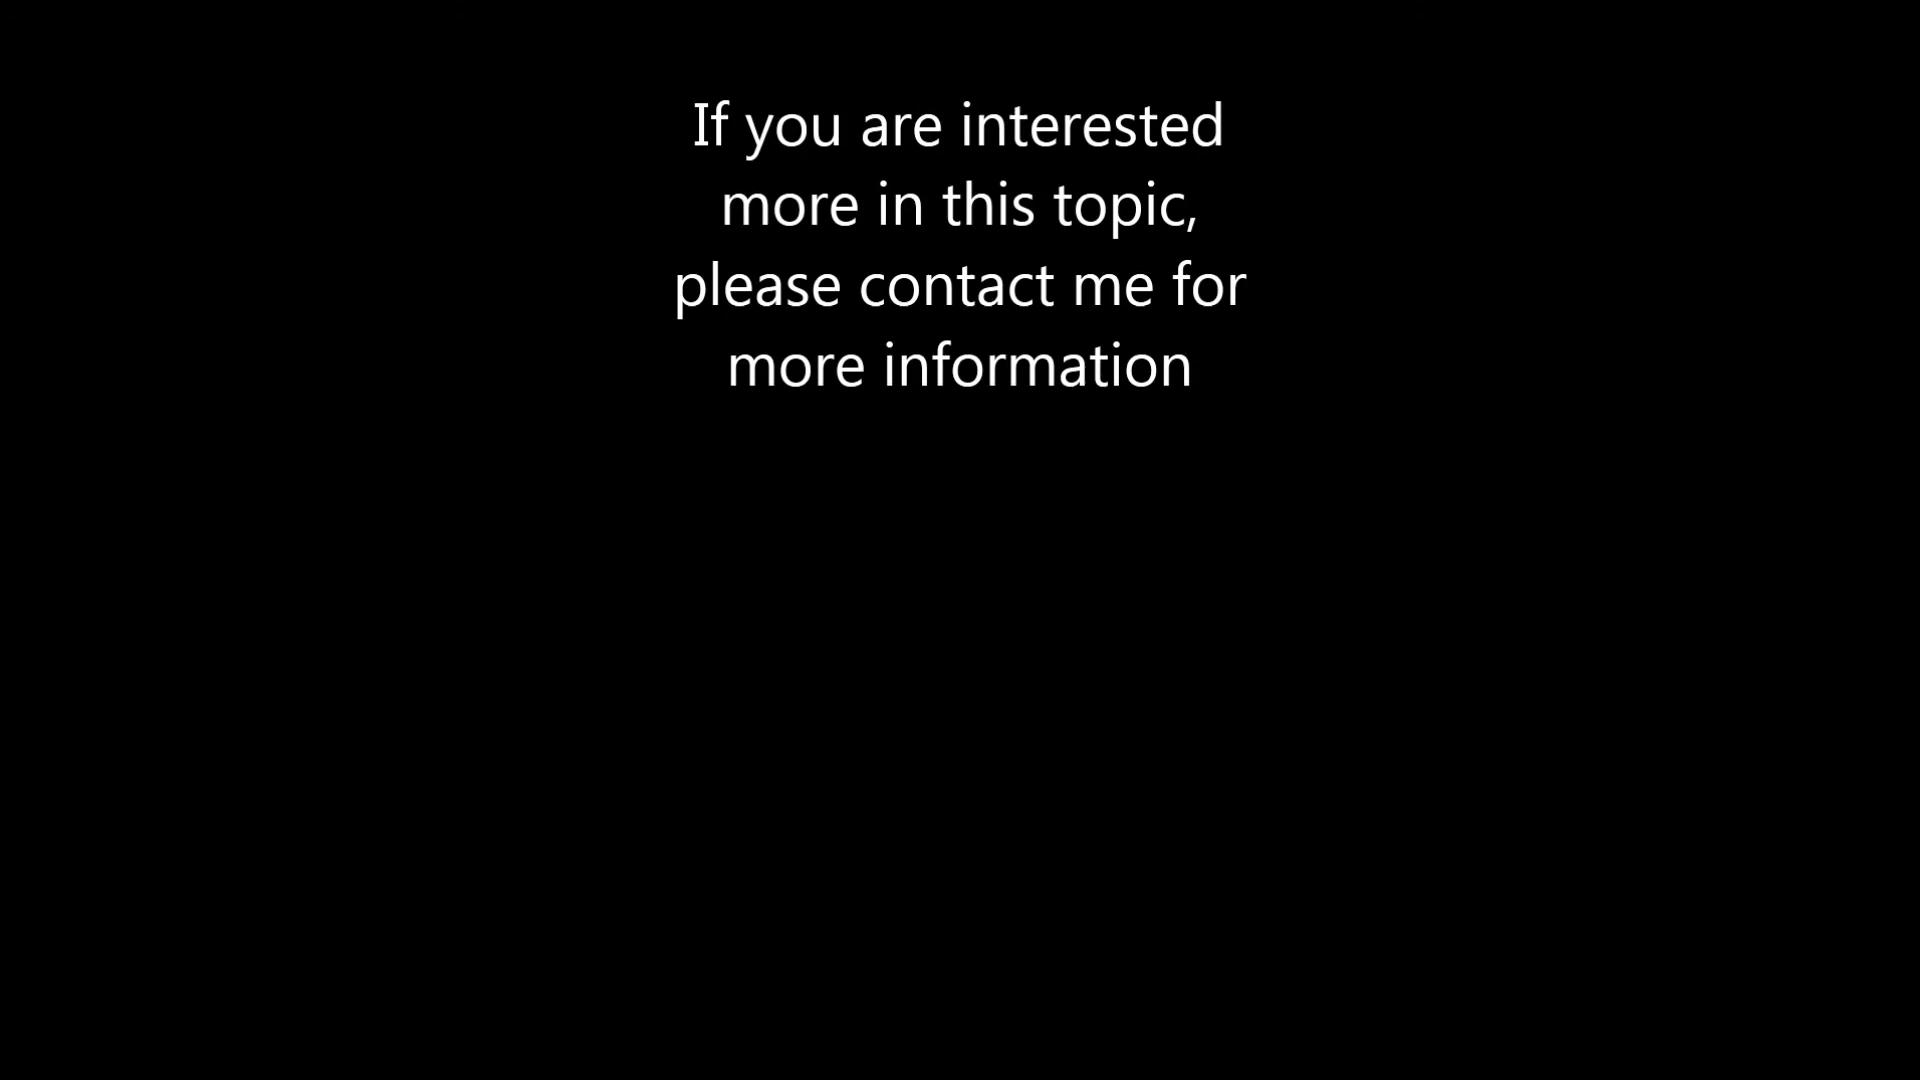 If you are interested
more in this topic,
please contact me for
more information